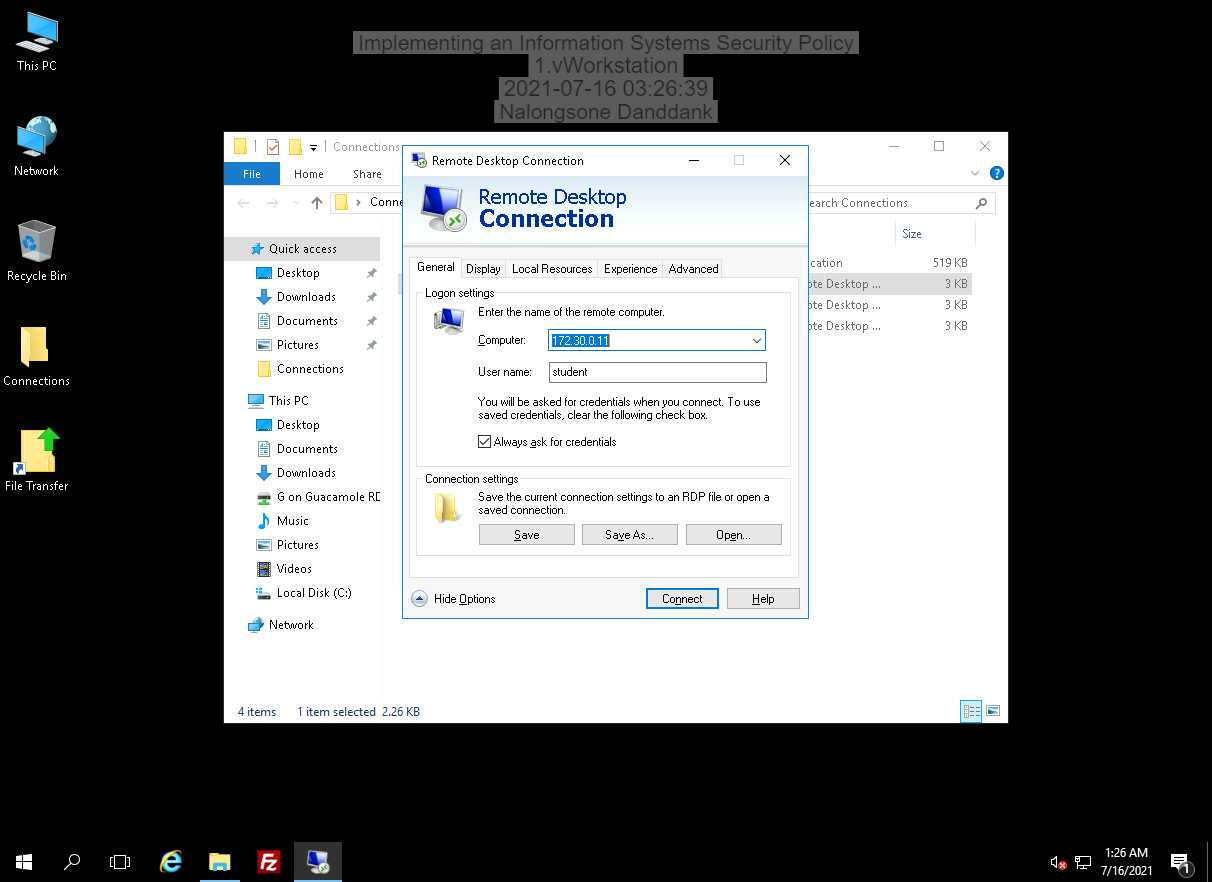 Implementing an Information Systems Security Policy
1.vWorkstation
2021-07-16 03:26:39
Nalongsone Danddank
This PC
Network
Recycle Bin
Connections
File Transfer
Connections
File
Home
Share
Conne
earch Connections
Quick access
Desktop
Downloads
Documents
Pictures
Connections
This PC
Desktop
Documents
Downloads
G on Guacamole RD
Music
Pictures
Videos
Local Disk (C:)
Network
Size
cation 519 KB
ote Desktop ... 3 KB
ote Desktop ... 3 KB
ote Desktop ... 3 KB
4 items 1 item selected 2.26 KB
Remote Desktop Connection
Remote Desktop
Connection
General Display Local Resources Experience Advanced
Logon settings
Enter the name of the remote computer.
Computer: 172.30.0.11
User name: student
You will be asked for credentials when you connect. To use
saved credentials, clear the following check box.
Always ask for credentials
Connection settings
Save the current connection settings to an RDP file or open a
saved connection.
Save Save As... Open...
Hide Options Connect Help
1:26 AM
7/16/2021
1